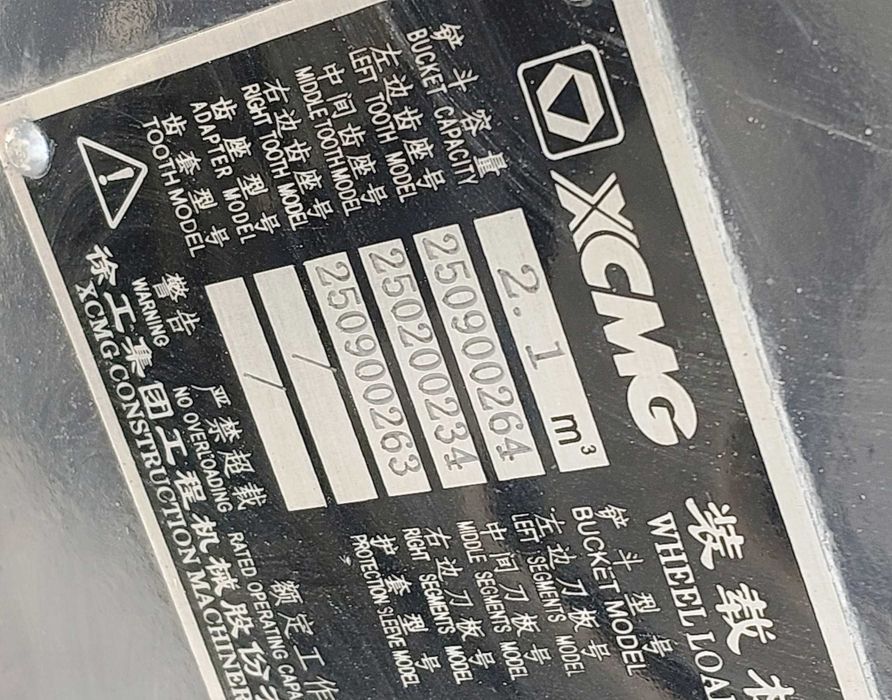 XCMG
装载
WHEEL LOA
铲斗容量
BUCKET CAPACITY
2.1 m³
铲斗型号
BUCKET MODEL
左边齿座号
LEFT TOOTH MODEL
250900264
左边刀板号
LEFT SEGMENTS MODEL
中间齿座号
MIDDLE TOOTH MODEL
250200234
中间刀板号
MIDDLE SEGMENTS MODEL
右边齿座号
RIGHT TOOTH MODEL
250900263
右边刀板号
RIGHT SEGMENTS MODEL
齿座型号
ADAPTER MODEL
/
护套型号
PROTECTION SLEEVE MODEL
齿套型号
TOOTH MODEL
/
警告
WARNING
严禁超载
NO OVERLOADING
额定工作
RATED OPERATING CAPA
徐工集团工程机械股份
XCMG CONSTRUCTION MACHINER